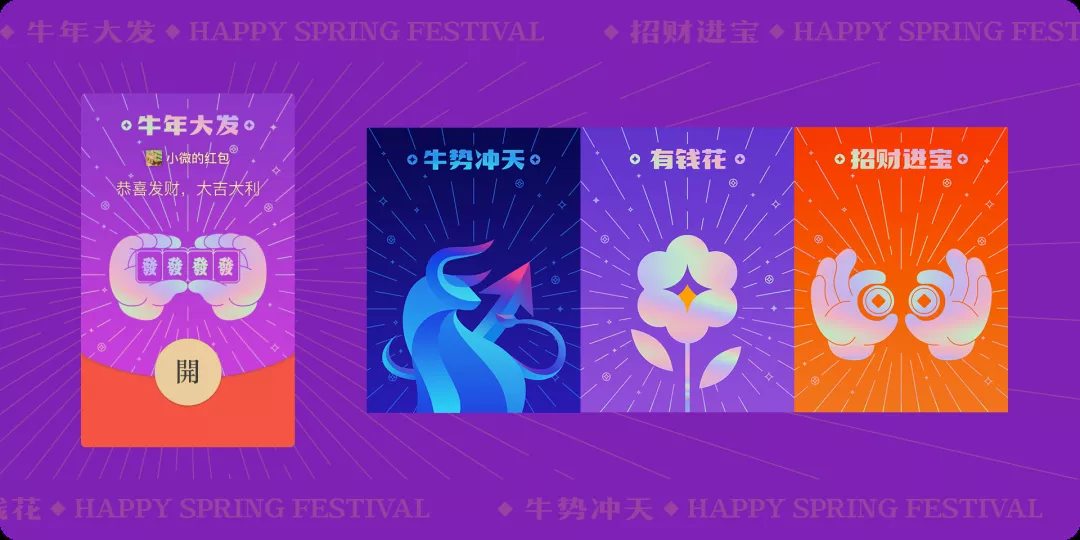 牛年大发 HAPPY SPRING FESTIVAL 招财进宝 HAPPY SPRING FEST
牛年大发
小微的红包
恭喜发财，大吉大利
發 發 發 發
開
牛势冲天
有钱花
招财进宝
花 HAPPY SPRING FESTIVAL 牛势冲天 HAPPY SPRING FESTIVAL